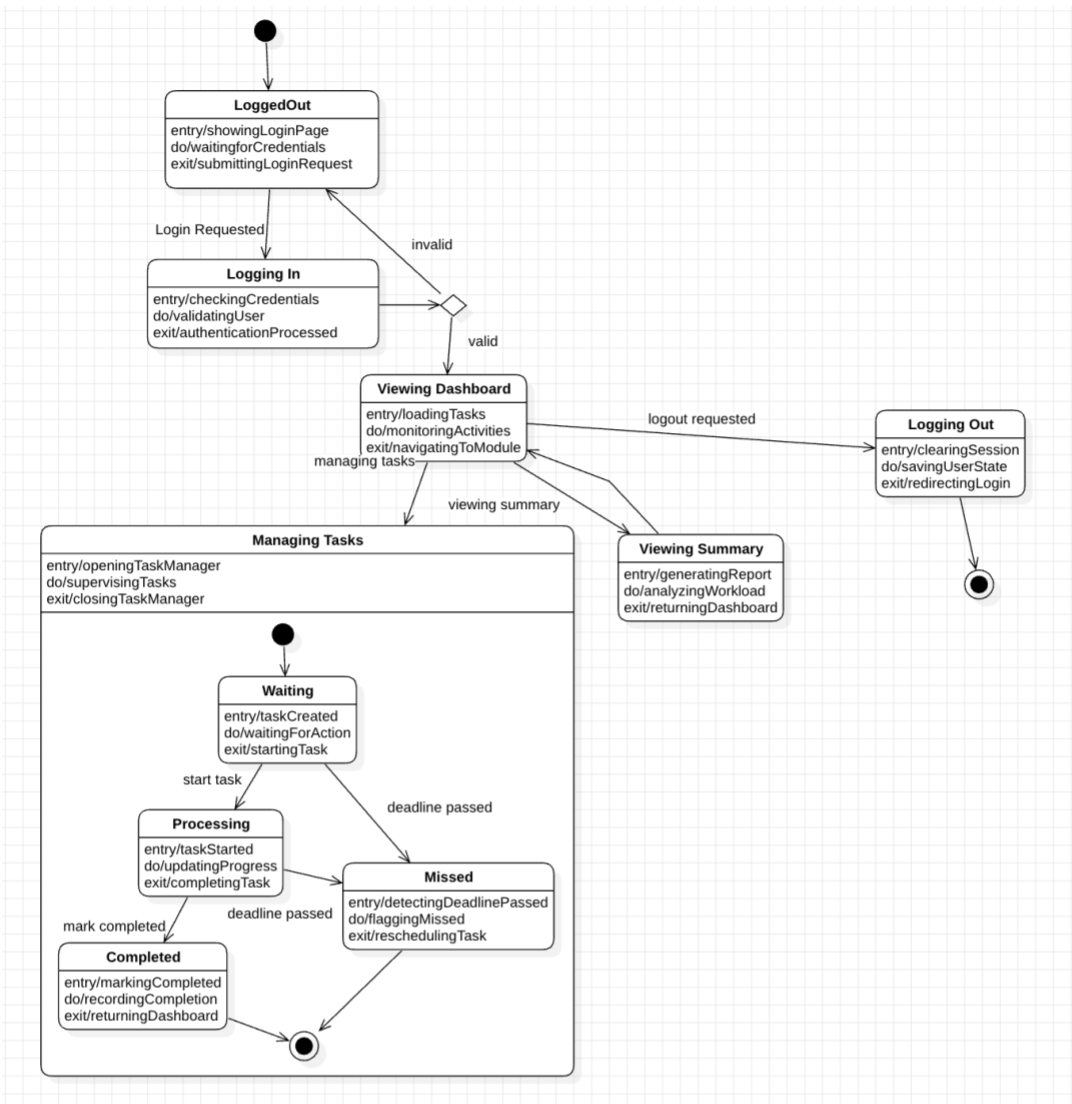 LoggedOut
entry/showingLoginPage
do/waitingforCredentials
exit/submittingLoginRequest
Login Requested
invalid
Logging In
entry/checkingCredentials
do/validatingUser
exit/authenticationProcessed
valid
Viewing Dashboard
entry/loadingTasks
do/monitoringActivities
exit/navigatingToModule
logout requested
Logging Out
entry/clearingSession
do/savingUserState
exit/redirectingLogin
managing tasks
viewing summary
Viewing Summary
entry/generatingReport
do/analyzingWorkload
exit/returningDashboard
Managing Tasks
entry/openingTaskManager
do/supervisingTasks
exit/closingTaskManager
Waiting
entry/taskCreated
do/waitingForAction
exit/startingTask
start task
deadline passed
Processing
entry/taskStarted
do/updatingProgress
exit/completingTask
Missed
entry/detectingDeadlinePassed
do/flaggingMissed
exit/reschedulingTask
deadline passed
mark completed
Completed
entry/markingCompleted
do/recordingCompletion
exit/returningDashboard